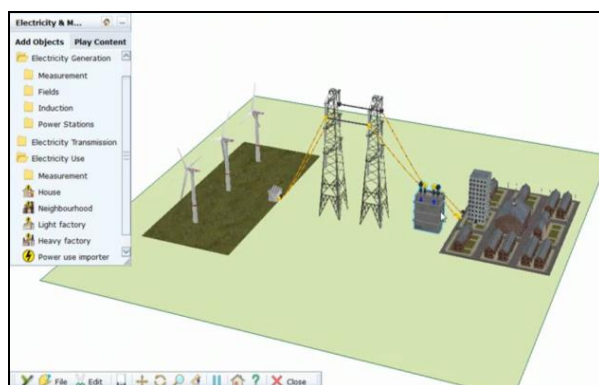 Electricity & M...
Add Objects Play Content
Electricity Generation
Measurement
Fields
Induction
Power Stations
Electricity Transmission
Electricity Use
Measurement
House
Neighbourhood
Light factory
Heavy factory
Power use importer
File Edit ? Close